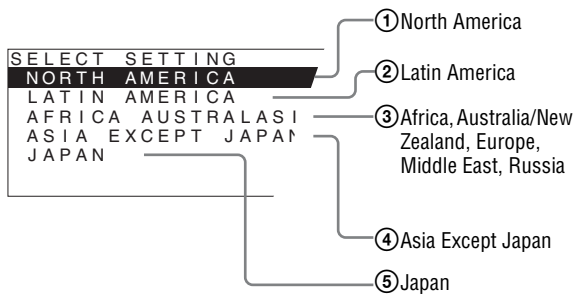 SELECT SETTING
NORTH AMERICA
LATIN AMERICA
AFRICA AUSTRALASI
ASIA EXCEPT JAPAN
JAPAN
①North America
②Latin America
③Africa, Australia/New
Zealand, Europe,
Middle East, Russia
④Asia Except Japan
⑤Japan